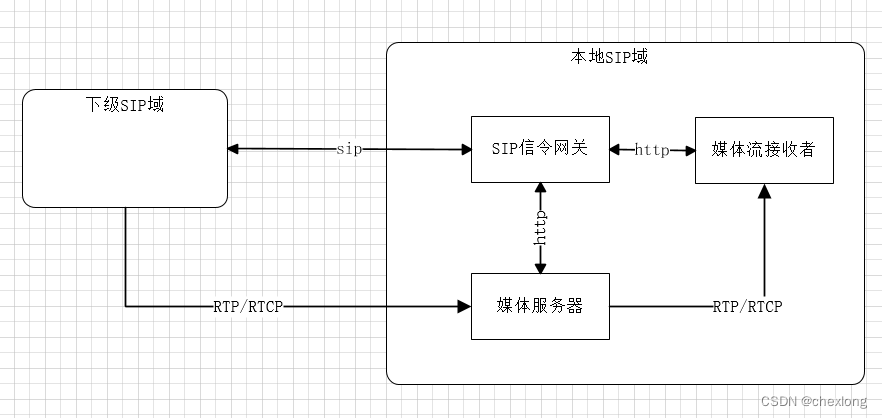 本地SIP域
下级SIP域
sip
SIP信令网关
http
媒体流接收者
http
RTP/RTCP
媒体服务器
RTP/RTCP
CSDN @chexlong